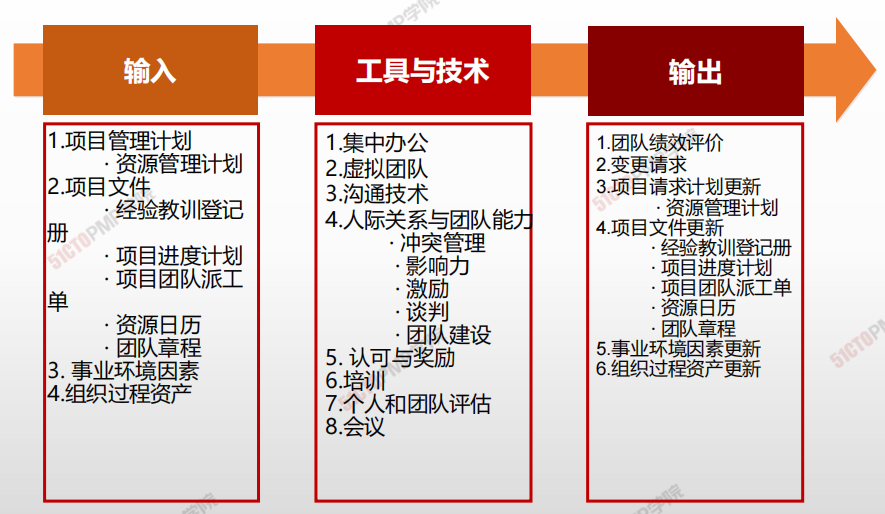 输入
1.项目管理计划
· 资源管理计划
2.项目文件
· 经验教训登记
册
· 项目进度计划
· 项目团队派工
单
· 资源日历
· 团队章程
3. 事业环境因素
4.组织过程资产
工具与技术
1.集中办公
2.虚拟团队
3.沟通技术
4.人际关系与团队能力
· 冲突管理
· 影响力
· 激励
· 谈判
· 团队建设
5. 认可与奖励
6.培训
7.个人和团队评估
8.会议
输出
1.团队绩效评价
2.变更请求
3.项目请求计划更新
· 资源管理计划
4.项目文件更新
· 经验教训登记册
· 项目进度计划
· 项目团队派工单
· 资源日历
· 团队章程
5.事业环境因素更新
6.组织过程资产更新